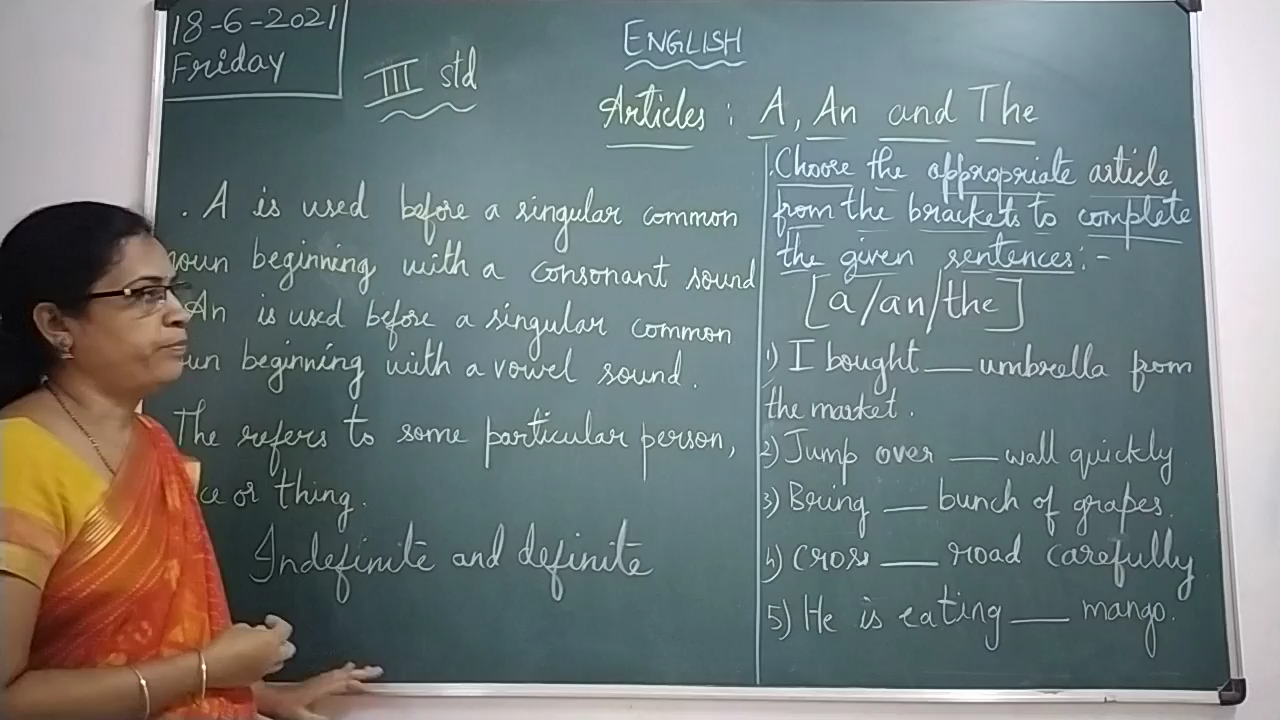 18-6-2021
Friday
III std
ENGLISH
Articles : A, An and The
. A is used before a singular common
noun beginning with a consonant sound
An is used before a singular common
beginning with a vowel sound.
The refers to some particular person,
or thing.
Indefinite and definite
. Choose the appropriate article
from the brackets to complete
the given sentences:-
[a/an/the]
1) I bought ___ umbrella from
the market.
2) Jump over ___ wall quickly
3) Bring ___ bunch of grapes.
4) Cross ___ road carefully
5) He is eating ___ mango.